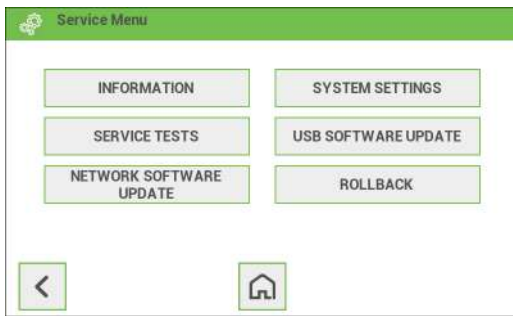 Service Menu
INFORMATION
SYSTEM SETTINGS
SERVICE TESTS
USB SOFTWARE UPDATE
NETWORK SOFTWARE
UPDATE
ROLLBACK